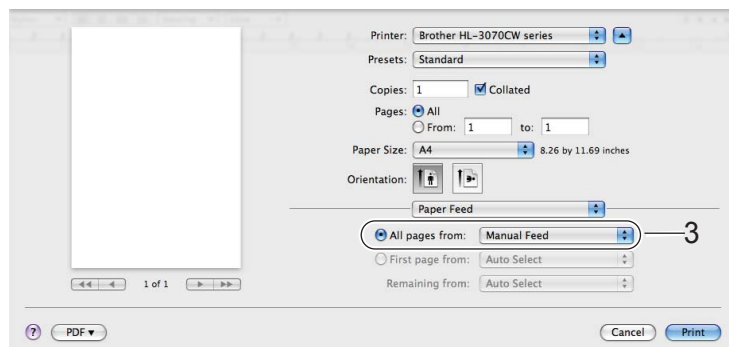 Printer: Brother HL-3070CW series
Presets: Standard
Copies: 1 Collated
Pages: All
From: 1 to: 1
Paper Size: A4 8.26 by 11.69 inches
Orientation:
Paper Feed
All pages from: Manual Feed 3
First page from: Auto Select
Remaining from: Auto Select
1 of 1
? PDF Cancel Print